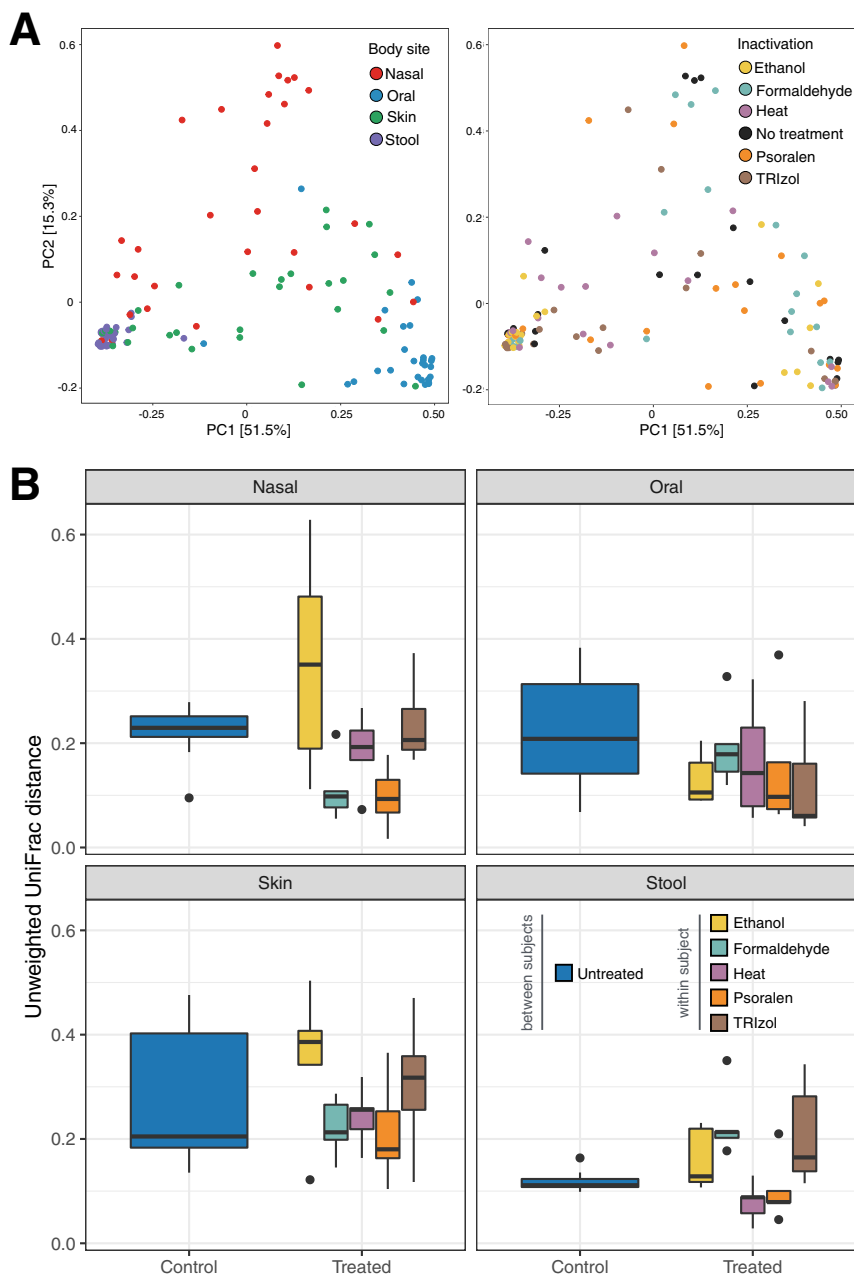 A
Body site
Nasal
Oral
Skin
Stool
PC2 [15.3%]
0.6
0.4
0.2
0
-0.2
-0.25
0
0.25
0.50
PC1 [51.5%]
Inactivation
Ethanol
Formaldehyde
Heat
No treatment
Psoralen
TRIzol
0.6
0.4
0.2
0
-0.2
-0.25
0
0.25
0.50
PC1 [51.5%]
B
Unweighted UniFrac distance
Nasal
Oral
0.6
0.4
0.2
0.0
Skin
Stool
0.6
0.4
0.2
0.0
between subjects
Untreated
within subject
Ethanol
Formaldehyde
Heat
Psoralen
TRIzol
Control
Treated
Control
Treated